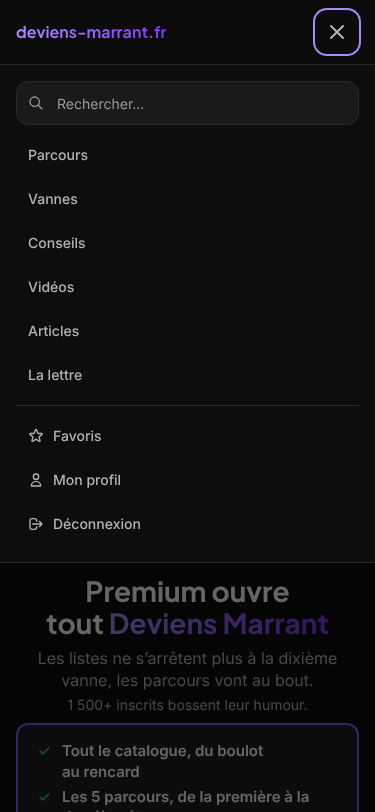 deviens-marrant.fr
Rechercher...
Parcours
Vannes
Conseils
Vidéos
Articles
La lettre
Favoris
Mon profil
Déconnexion
Premium ouvre
tout Deviens Marrant
Les listes ne s’arrêtent plus à la dixième
vanne, les parcours vont au bout.
1 500+ inscrits bossent leur humour.
Tout le catalogue, du boulot
au rencard
Les 5 parcours, de la première à la